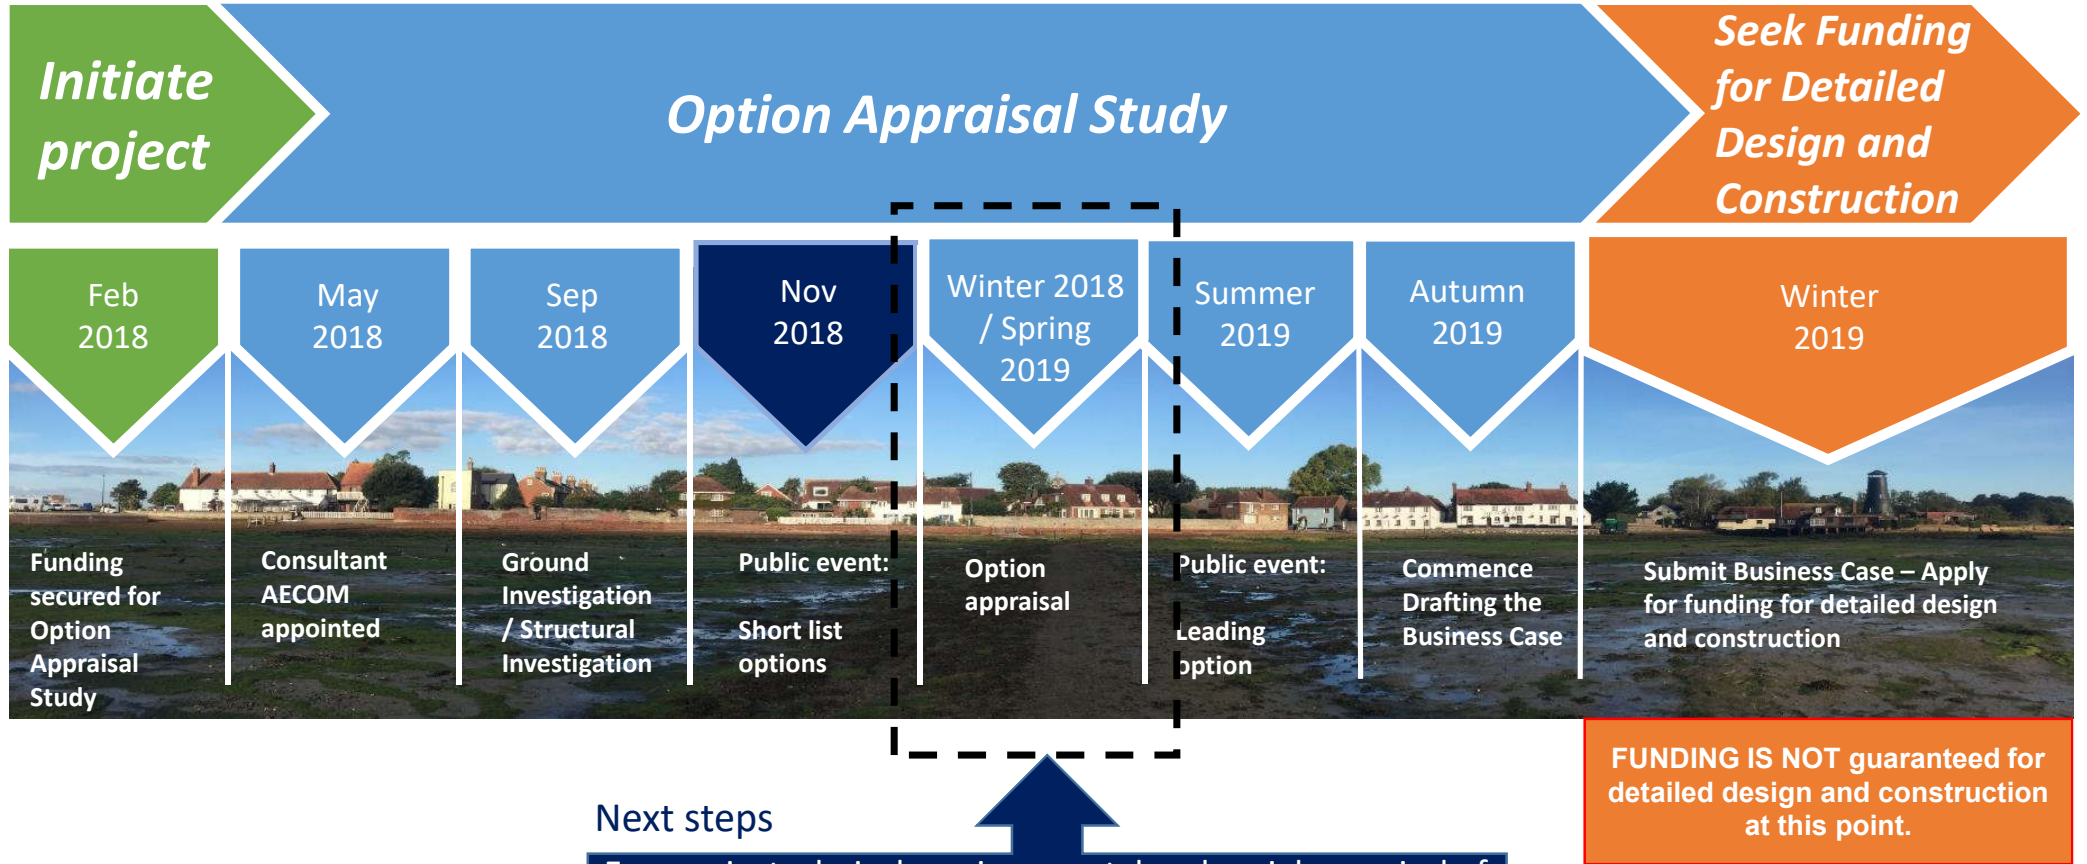 Initiate
project
Option Appraisal Study
Seek Funding
for Detailed
Design and
Construction
Feb
2018
May
2018
Sep
2018
Nov
2018
Winter 2018
/ Spring
2019
Summer
2019
Autumn
2019
Winter
2019
Funding
secured for
Option
Appraisal
Study
Consultant
AECOM
appointed
Ground
Investigation
/ Structural
Investigation
Public event:
Short list
options
Option
appraisal
Public event:
Leading
option
Commence
Drafting the
Business Case
Submit Business Case – Apply
for funding for detailed design
and construction
FUNDING IS NOT guaranteed for
detailed design and construction
at this point.
Next steps